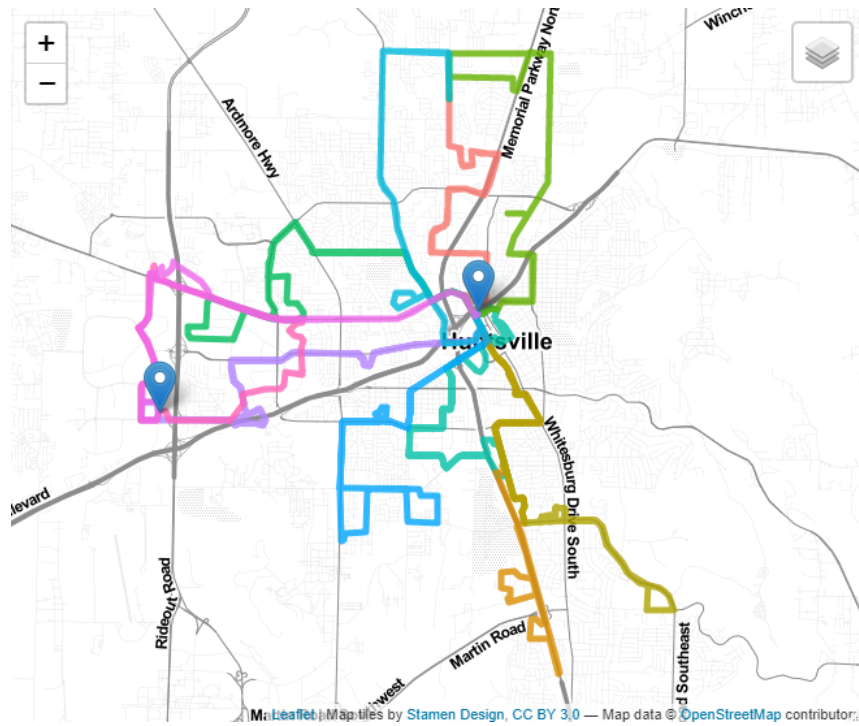 +
−
Winch
Ardmore Hwy
Memorial Parkway Nor
Huntsville
Whitesburg Drive South
levard
Rideout Road
Martin Road
d Southeast
hwest
Leaflet | Map tiles by Stamen Design, CC BY 3.0 — Map data © OpenStreetMap contributor